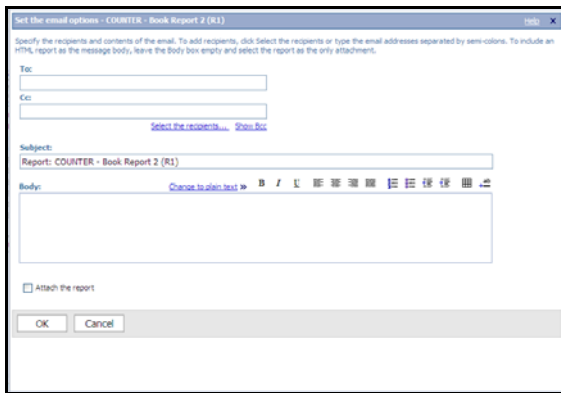 Set the email options - COUNTER - Book Report 2 (R1) Help X
Specify the recipients and contents of the email. To add recipients, click Select the recipients or type the email addresses separated by semi-colons. To include an
HTML report as the message body, leave the Body box empty and select the report as the only attachment.
To:
Cc:
Select the recipients... Show Bcc
Subject:
Report: COUNTER - Book Report 2 (R1)
Body: Change to plain text » B I U
Attach the report
OK Cancel